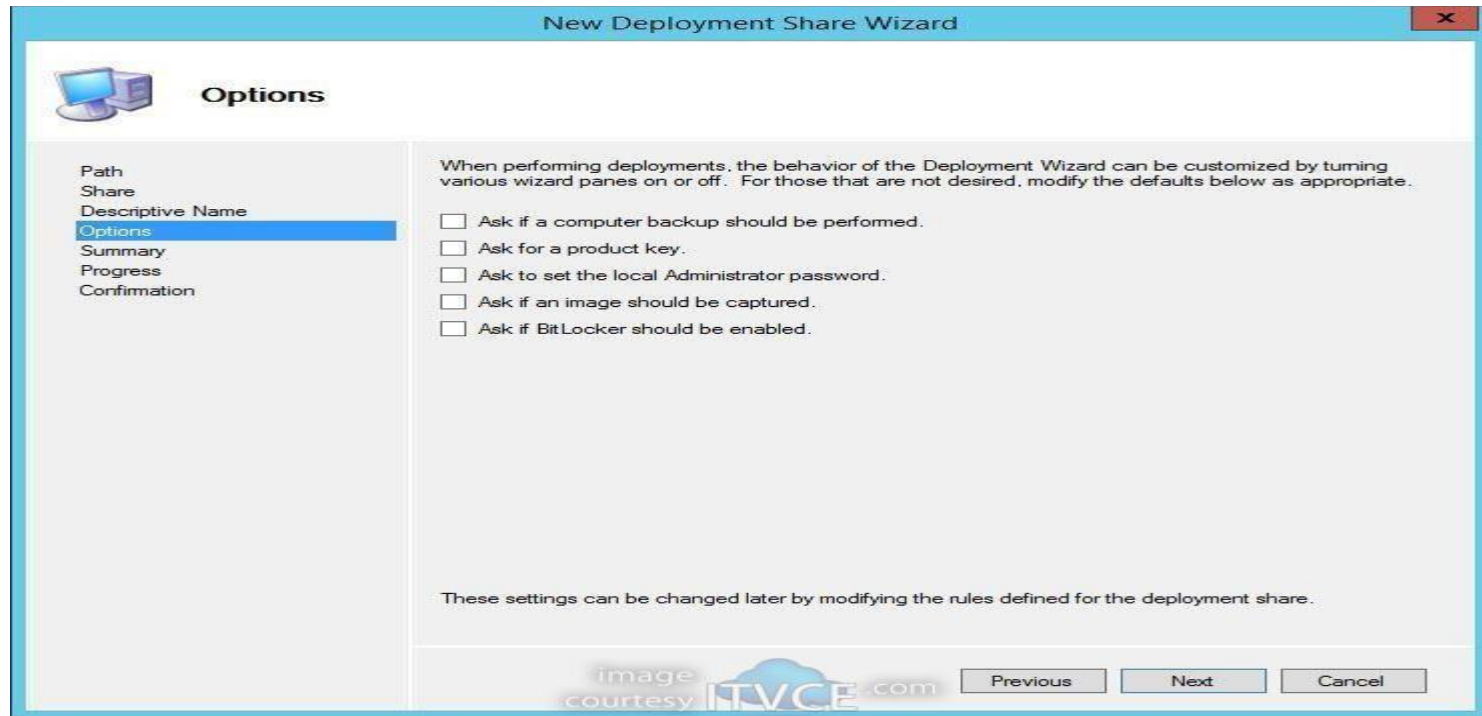 New Deployment Share Wizard
x
Options
Path
Share
Descriptive Name
Options
Summary
Progress
Confirmation
When performing deployments, the behavior of the Deployment Wizard can be customized by turning
various wizard panes on or off. For those that are not desired, modify the defaults below as appropriate.
Ask if a computer backup should be performed.
Ask for a product key.
Ask to set the local Administrator password.
Ask if an image should be captured.
Ask if BitLocker should be enabled.
These settings can be changed later by modifying the rules defined for the deployment share.
image
courtesy ITVCE.com
Previous Next Cancel